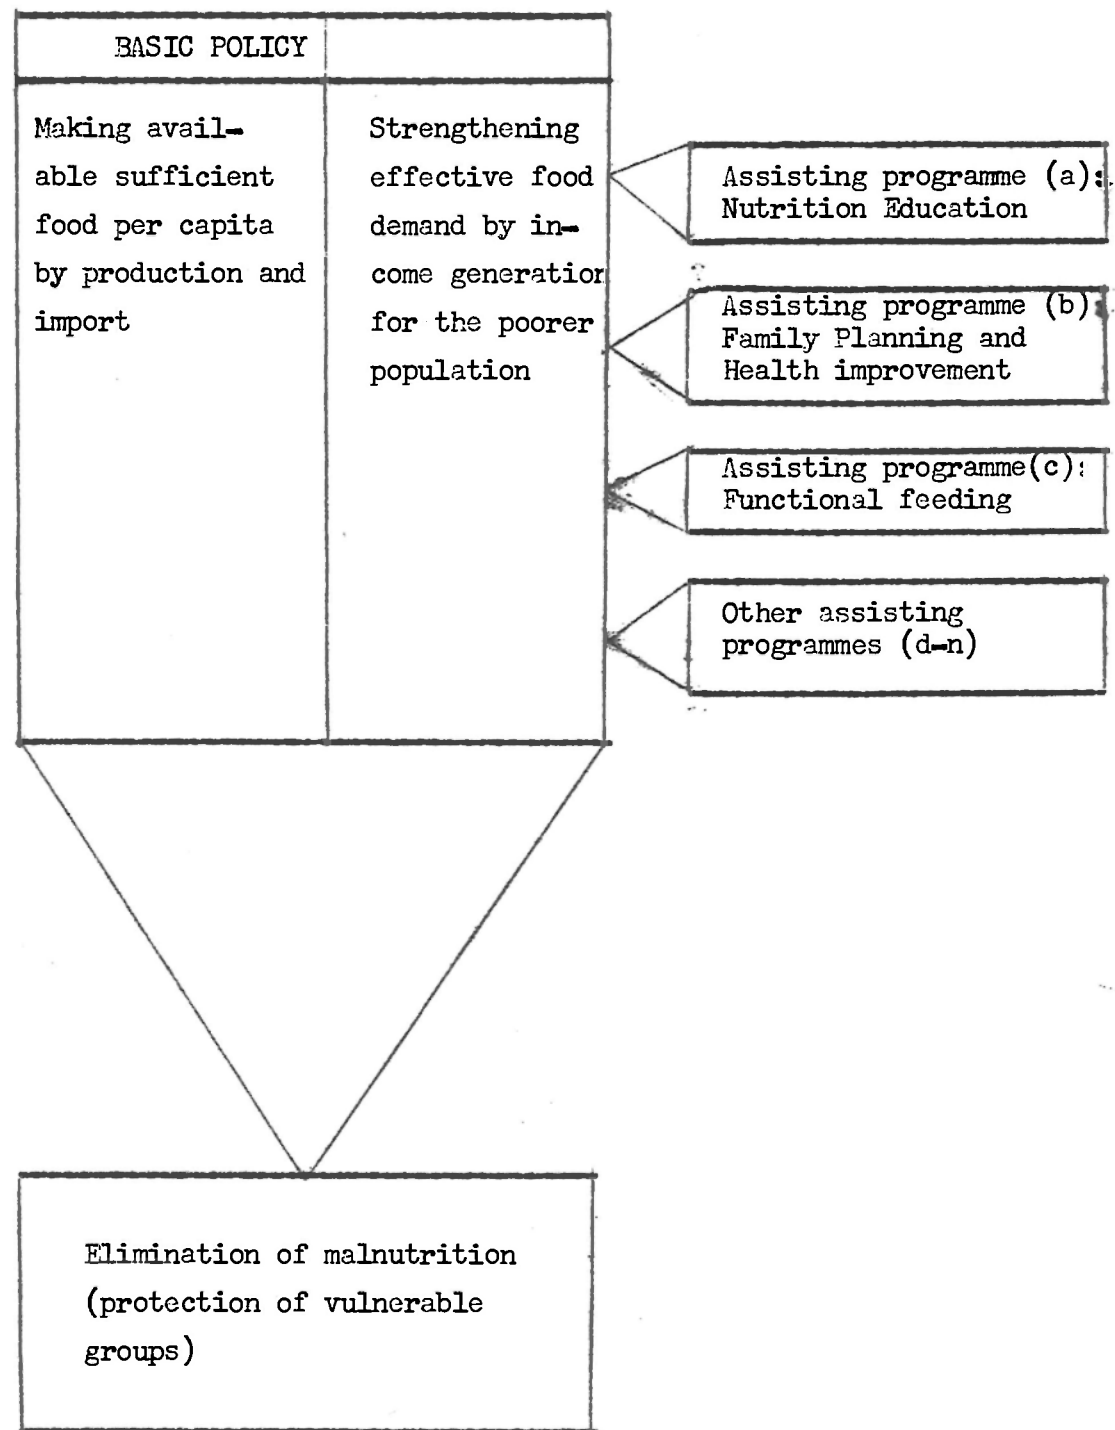 BASIC POLICY
Making avail-
able sufficient
food per capita
by production and
import
Strengthening
effective food
demand by in-
come generation
for the poorer
population
Assisting programme (a):
Nutrition Education
Assisting programme (b)
Family Planning and
Health improvement
Assisting programme(c):
Functional feeding
Other assisting
programmes (d-n)
Elimination of malnutrition
(protection of vulnerable
groups)